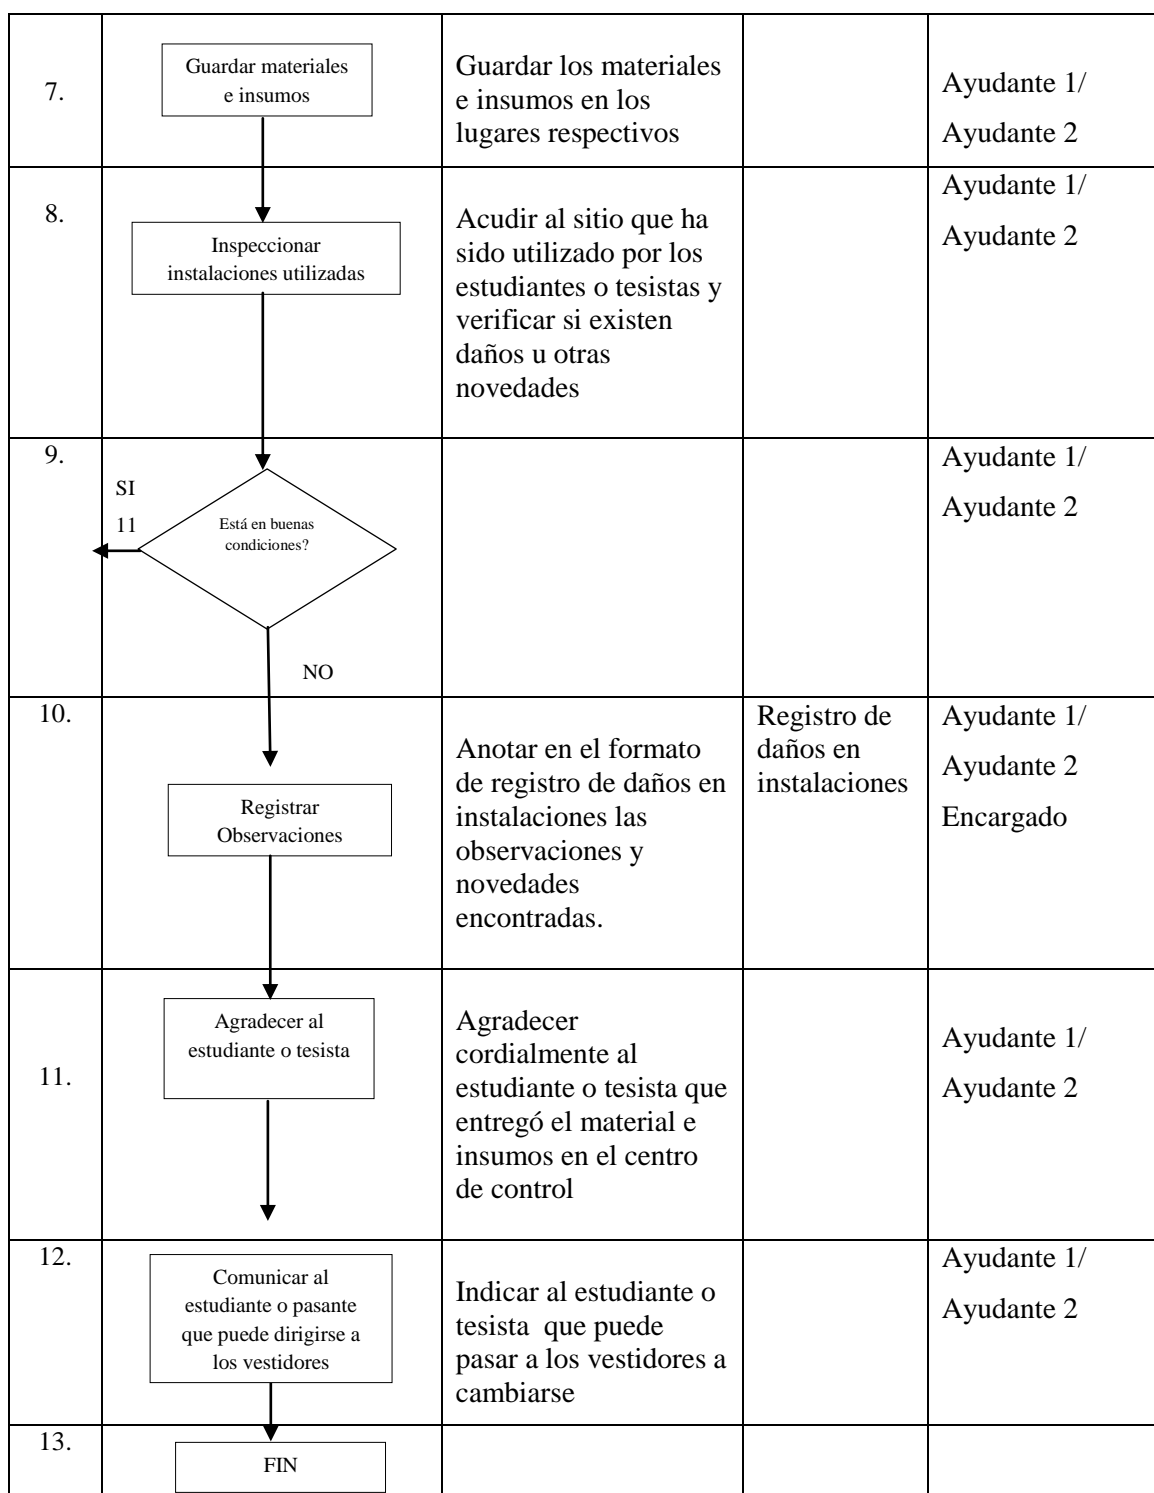 7.
Guardar materiales
e insumos
Guardar los materiales
e insumos en los
lugares respectivos
Ayudante 1/
Ayudante 2
8.
Inspeccionar
instalaciones utilizadas
Acudir al sitio que ha
sido utilizado por los
estudiantes o tesistas y
verificar si existen
daños u otras
novedades
Ayudante 1/
Ayudante 2
9.
SI
11
Está en buenas
condiciones?
NO
Ayudante 1/
Ayudante 2
10.
Registrar
Observaciones
Anotar en el formato
de registro de daños en
instalaciones las
observaciones y
novedades
encontradas.
Registro de
daños en
instalaciones
Ayudante 1/
Ayudante 2
Encargado
11.
Agradecer al
estudiante o tesista
Agradecer
cordialmente al
estudiante o tesista que
entregó el material e
insumos en el centro
de control
Ayudante 1/
Ayudante 2
12.
Comunicar al
estudiante o pasante
que puede dirigirse a
los vestidores
Indicar al estudiante o
tesista que puede
pasar a los vestidores a
cambiarse
Ayudante 1/
Ayudante 2
13.
FIN